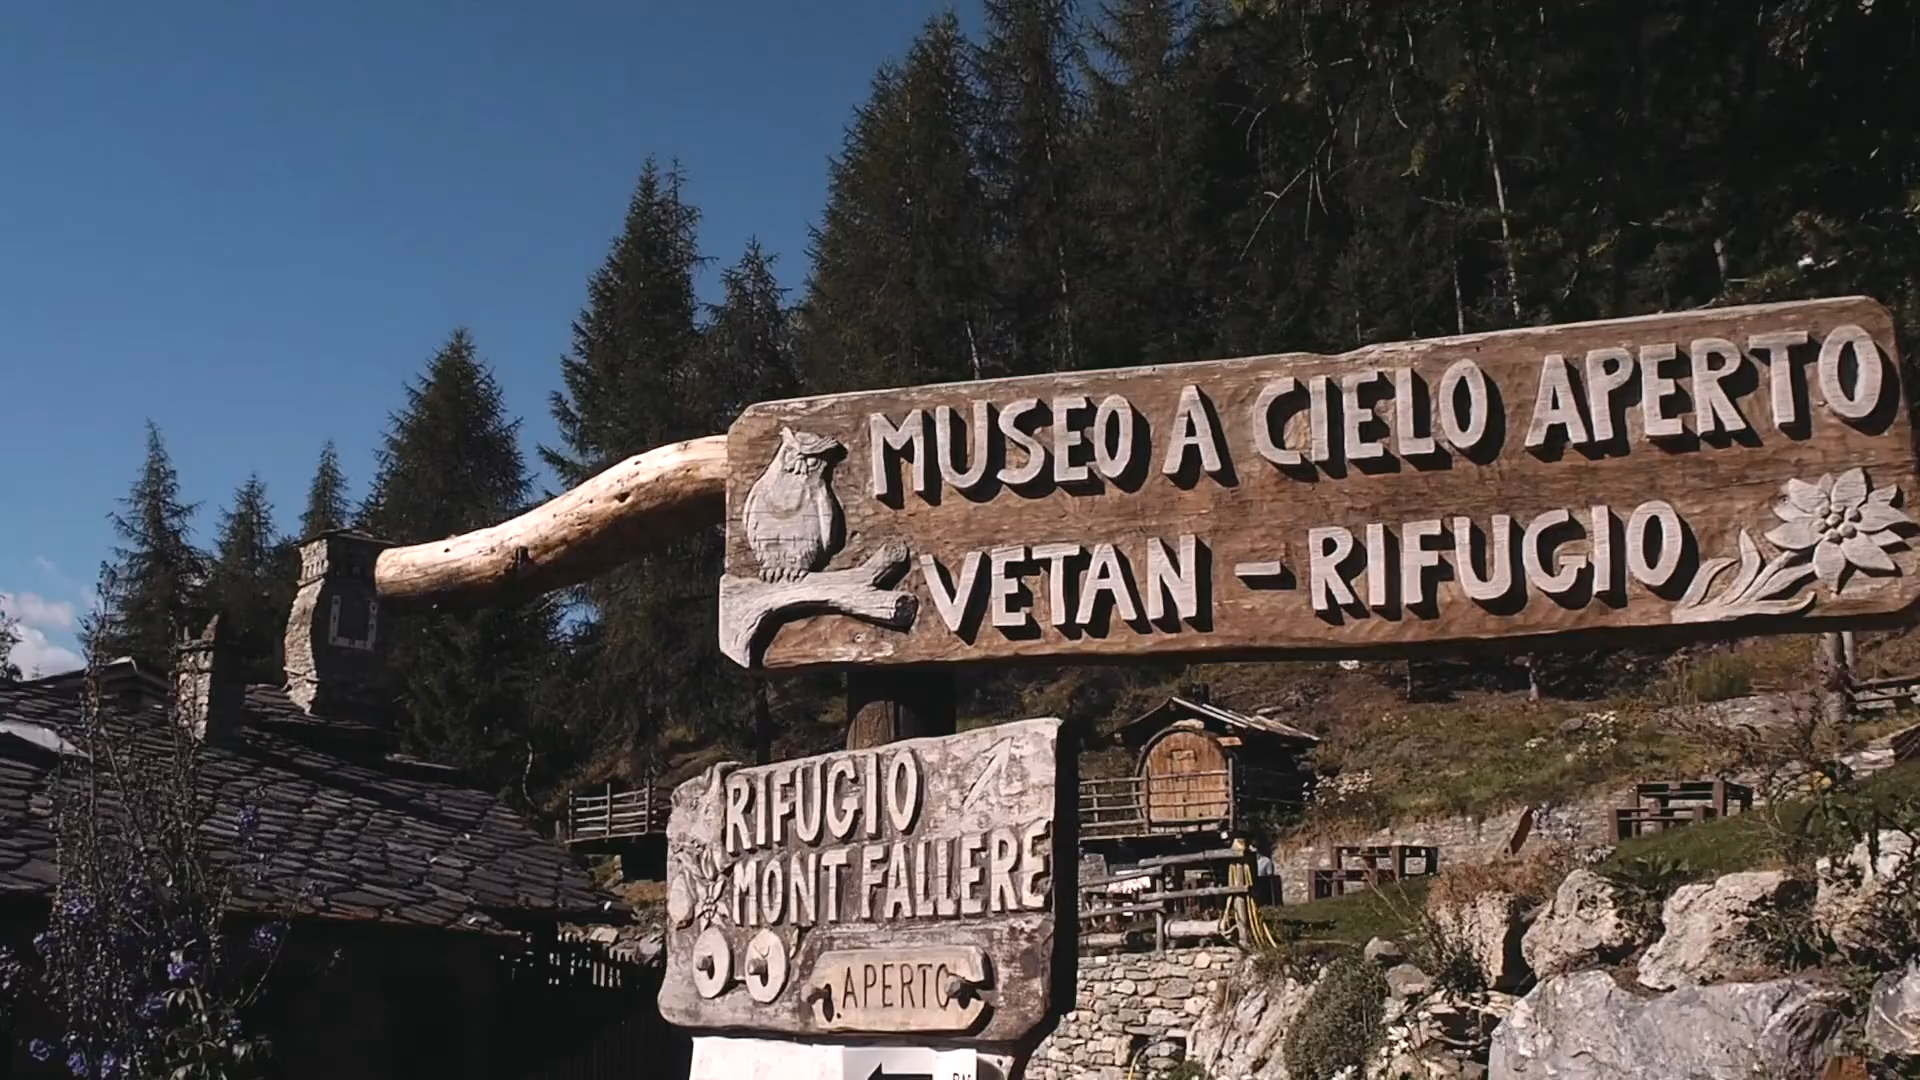 MUSEO A CIELO APERTO
VETAN - RIFUGIO
RIFUGIO
MONT FALLERE
APERTO